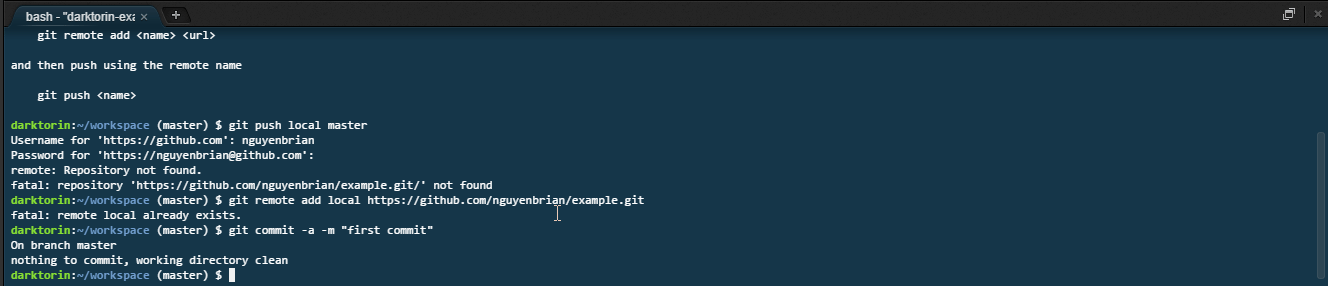 bash - "darktorin-exa
git remote add <name> <url>
and then push using the remote name
git push <name>
darktorin:~/workspace (master) $ git push local master
Username for 'https://github.com': nguyenbrian
Password for 'https://nguyenbrian@github.com':
remote: Repository not found.
fatal: repository 'https://github.com/nguyenbrian/example.git/' not found
darktorin:~/workspace (master) $ git remote add local https://github.com/nguyenbrian/example.git
fatal: remote local already exists.
darktorin:~/workspace (master) $ git commit -a -m "first commit"
On branch master
nothing to commit, working directory clean
darktorin:~/workspace (master) $